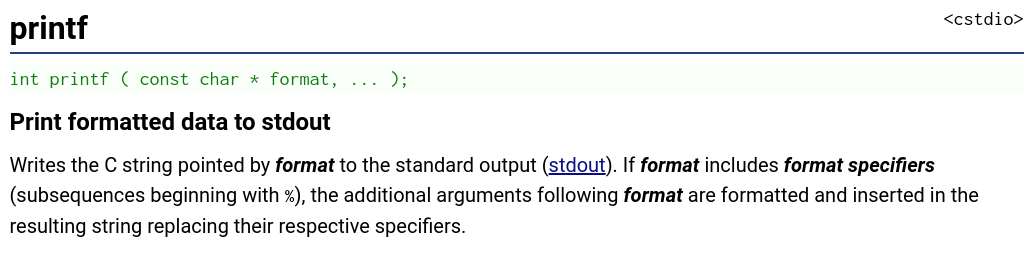 printf
<cstdio>
int printf ( const char * format, ... );
Print formatted data to stdout
Writes the C string pointed by format to the standard output (stdout). If format includes format specifiers
(subsequences beginning with %), the additional arguments following format are formatted and inserted in the
resulting string replacing their respective specifiers.